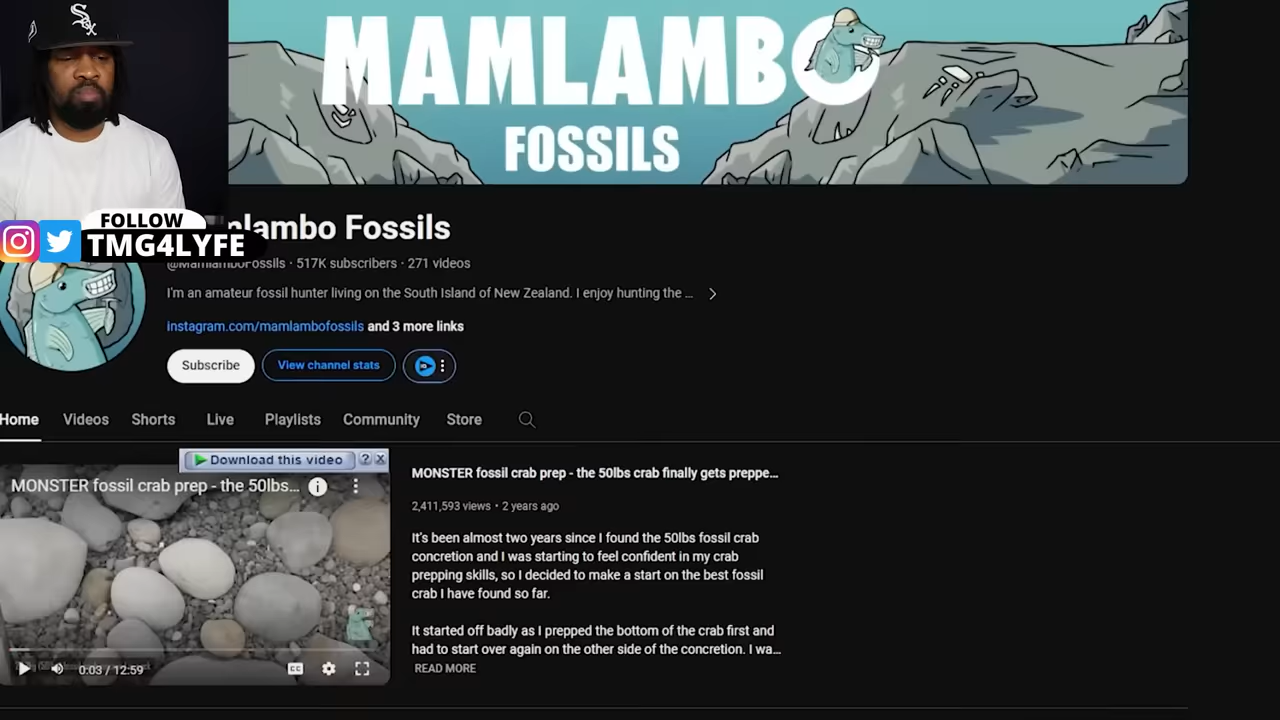 Sox
MAMLAMBO
FOSSILS
FOLLOW
TMG4LYFE
mlambo Fossils
@MamlamboFossils · 517K subscribers · 271 videos
I'm an amateur fossil hunter living on the South Island of New Zealand. I enjoy hunting the ...
instagram.com/mamlambofossils and 3 more links
Subscribe
View channel stats
Home
Videos
Shorts
Live
Playlists
Community
Store
Download this video
?
X
MONSTER fossil crab prep - the 50lbs...
0:03 / 12:59
CC
MONSTER fossil crab prep - the 50lbs crab finally gets preppe...
2,411,593 views • 2 years ago
It's been almost two years since I found the 50lbs fossil crab
concretion and I was starting to feel confident in my crab
prepping skills, so I decided to make a start on the best fossil
crab I have found so far.
It started off badly as I prepped the bottom of the crab first and
had to start over again on the other side of the concretion. I wa...
READ MORE